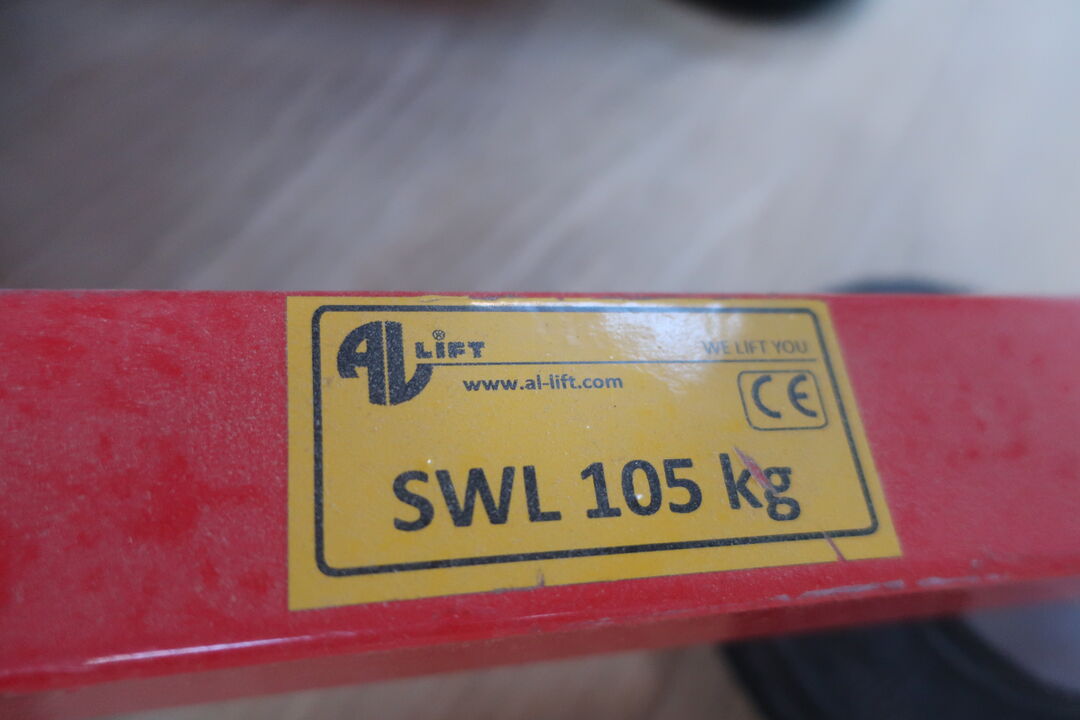 AL LIFT®
WE LIFT YOU
www.al-lift.com
CE
SWL 105 kg